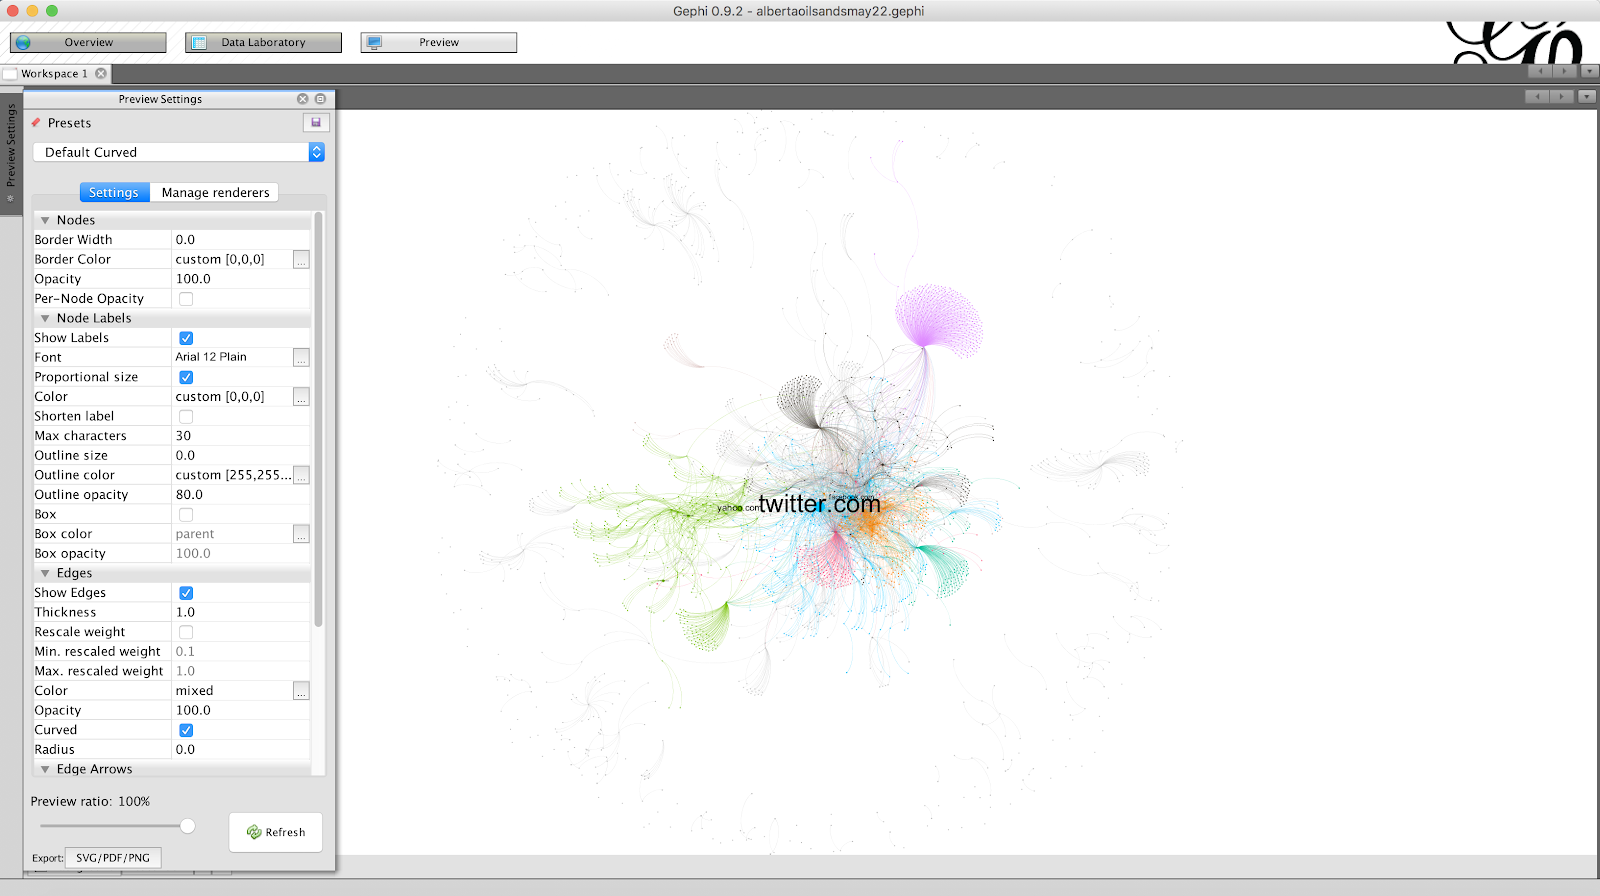 Gephi 0.9.2 - albertaoilsandsmay22.gephi
Overview
Data Laboratory
Preview
Workspace 1
Preview Settings
Preview Settings
Presets
Default Curved
Settings
Manage renderers
Nodes
Border Width 0.0
Border Color custom [0,0,0] ...
Opacity 100.0
Per-Node Opacity
Node Labels
Show Labels
Font Arial 12 Plain ...
Proportional size
Color custom [0,0,0] ...
Shorten label
Max characters 30
Outline size 0.0
Outline color custom [255,255... ...
Outline opacity 80.0
Box
Box color parent ...
Box opacity 100.0
Edges
Show Edges
Thickness 1.0
Rescale weight
Min. rescaled weight 0.1
Max. rescaled weight 1.0
Color mixed ...
Opacity 100.0
Curved
Radius 0.0
Edge Arrows
Preview ratio: 100%
Refresh
Export: SVG/PDF/PNG
facebook.com
yahoo.com
twitter.com